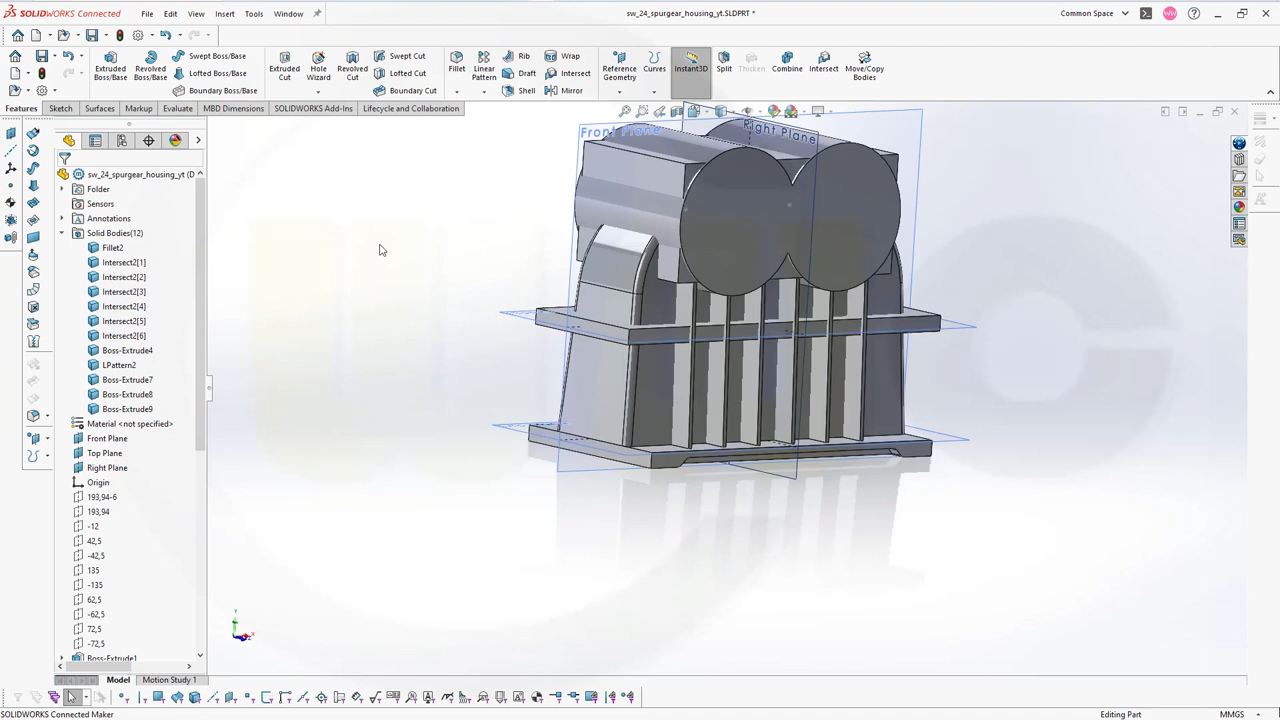 SOLIDWORKS Connected
File
Edit
View
Insert
Tools
Window
sw_24_spurgear_housing_yt.SLDPRT *
Common Space
WW
Extruded Boss/Base
Revolved Boss/Base
Swept Boss/Base
Lofted Boss/Base
Boundary Boss/Base
Extruded Cut
Hole Wizard
Revolved Cut
Swept Cut
Lofted Cut
Boundary Cut
Fillet
Linear Pattern
Rib
Draft
Shell
Wrap
Intersect
Mirror
Reference Geometry
Curves
Instant3D
Split
Thicken
Combine
Intersect
Move/Copy Bodies
Features
Sketch
Surfaces
Markup
Evaluate
MBD Dimensions
SOLIDWORKS Add-Ins
Lifecycle and Collaboration
Front Plane
Right Plane
sw_24_spurgear_housing_yt (D
Folder
Sensors
Annotations
Solid Bodies(12)
Fillet2
Intersect2[1]
Intersect2[2]
Intersect2[3]
Intersect2[4]
Intersect2[5]
Intersect2[6]
Boss-Extrude4
LPattern2
Boss-Extrude7
Boss-Extrude8
Boss-Extrude9
Material <not specified>
Front Plane
Top Plane
Right Plane
Origin
193,94-6
193,94
-12
42,5
-42,5
135
-135
62,5
-62,5
72,5
-72,5
Boss-Extrude1
Model
Motion Study 1
SOLIDWORKS Connected Maker
Editing Part
MMGS